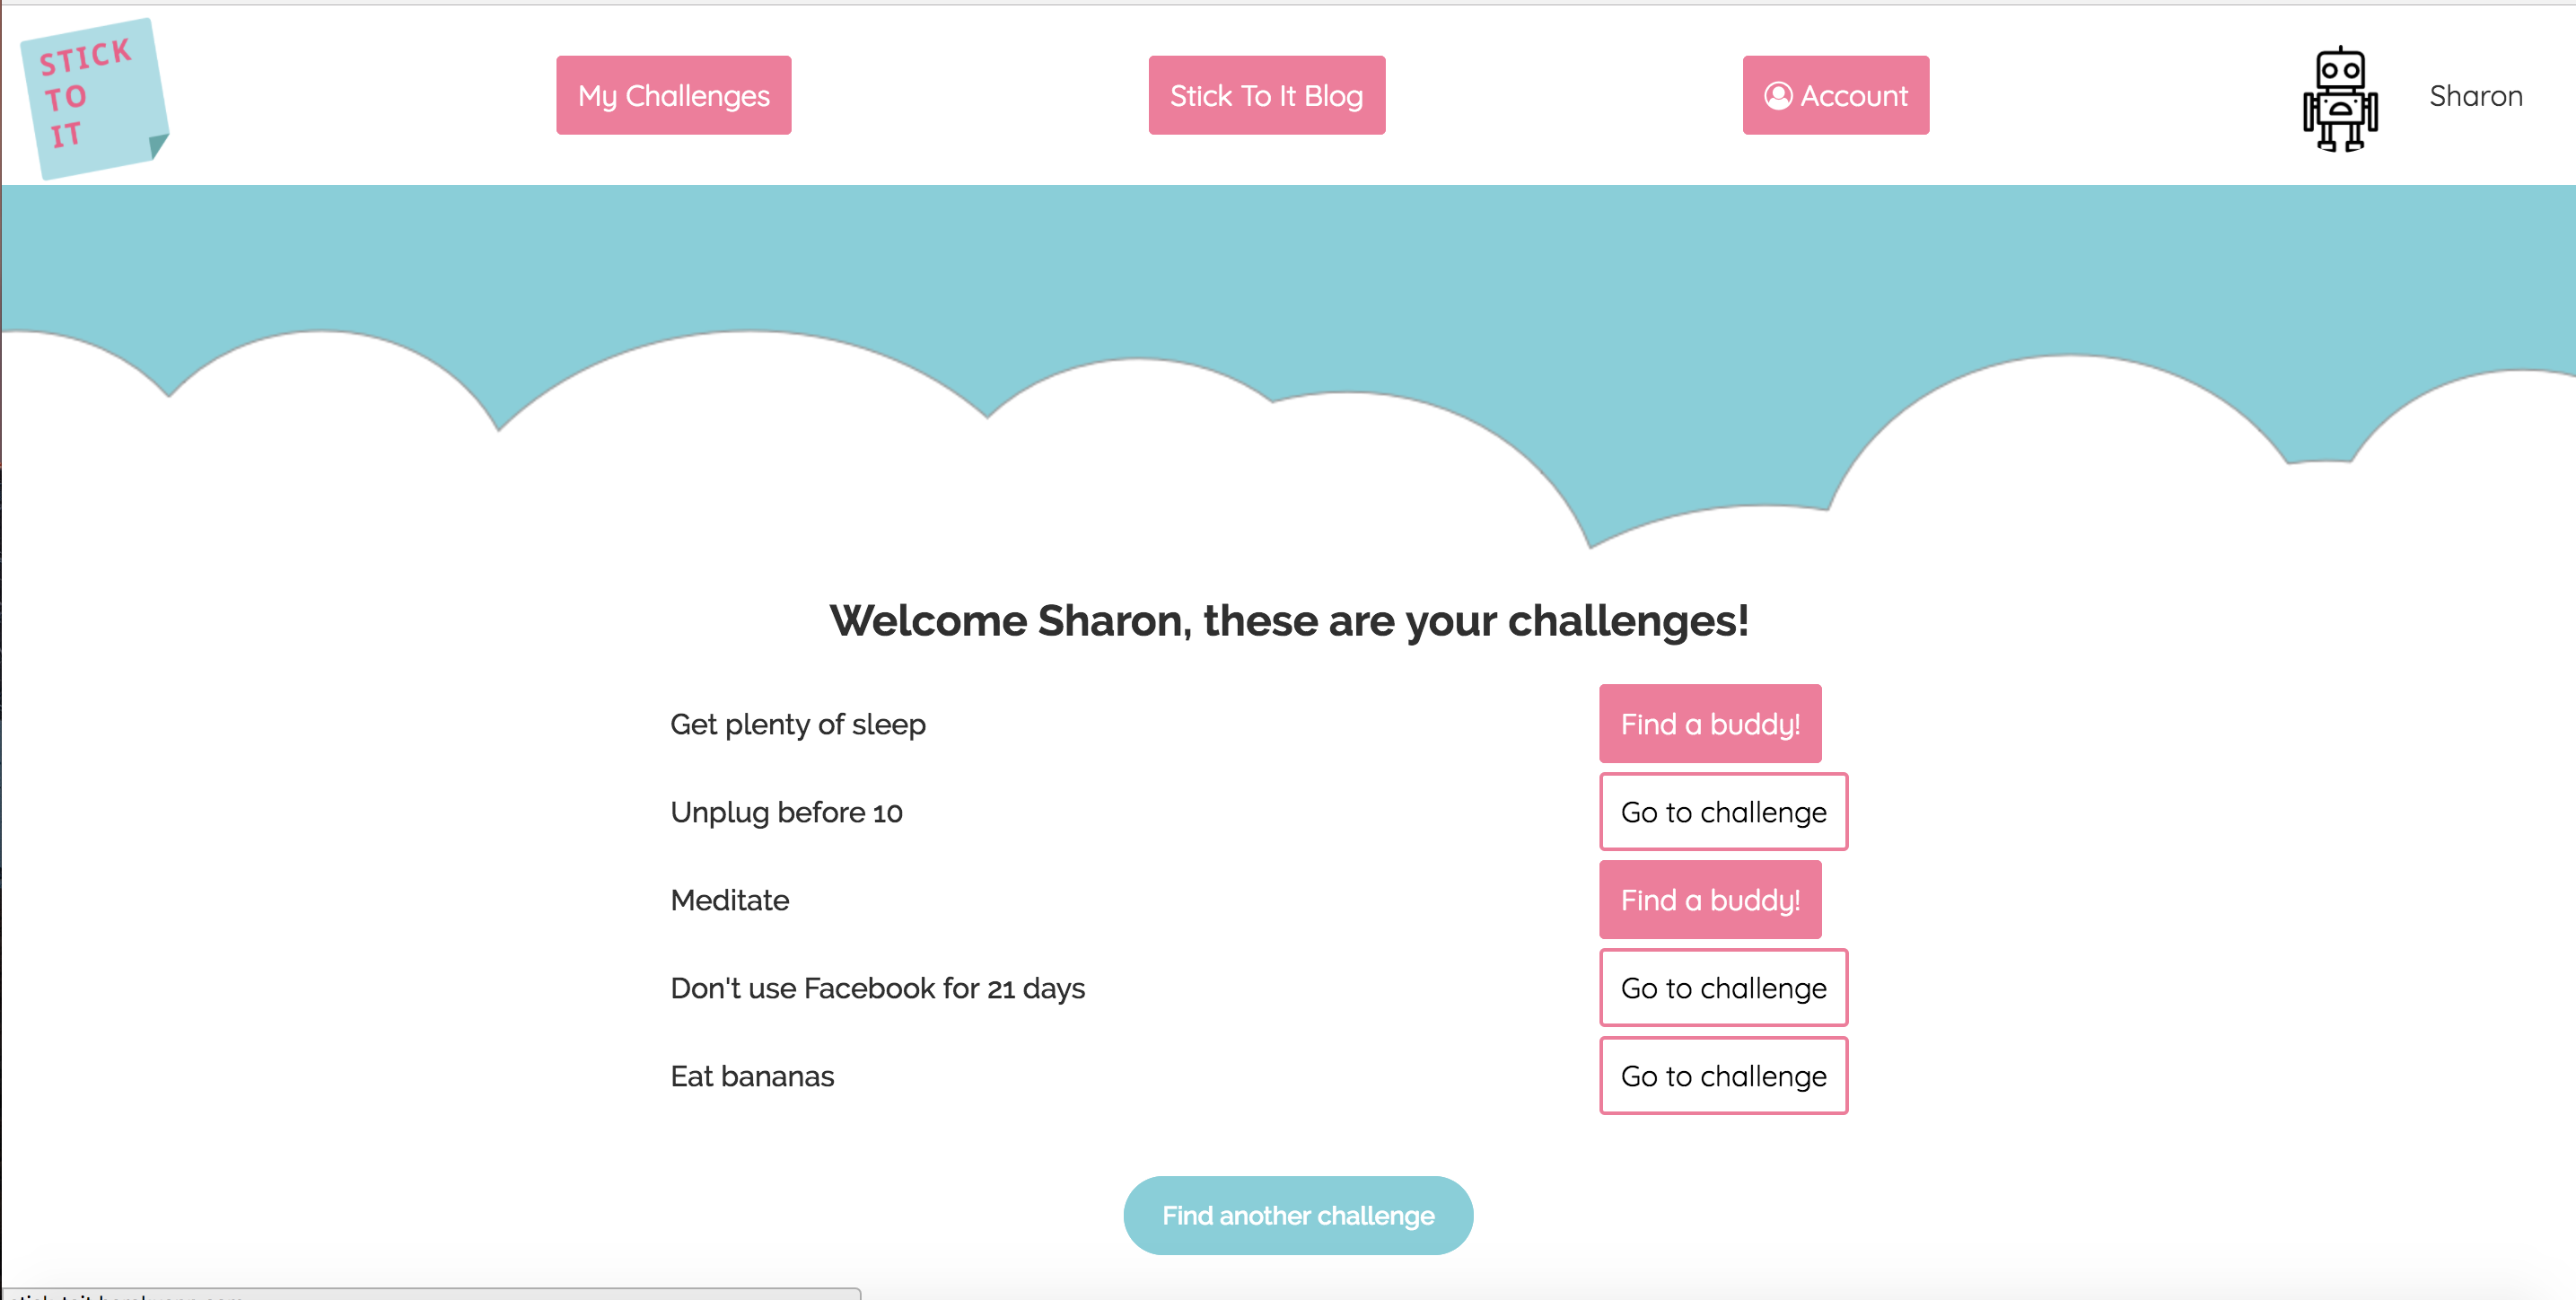 STICK
TO
IT
My Challenges
Stick To It Blog
Account
Sharon
Welcome Sharon, these are your challenges!
Get plenty of sleep
Find a buddy!
Unplug before 10
Go to challenge
Meditate
Find a buddy!
Don't use Facebook for 21 days
Go to challenge
Eat bananas
Go to challenge
Find another challenge